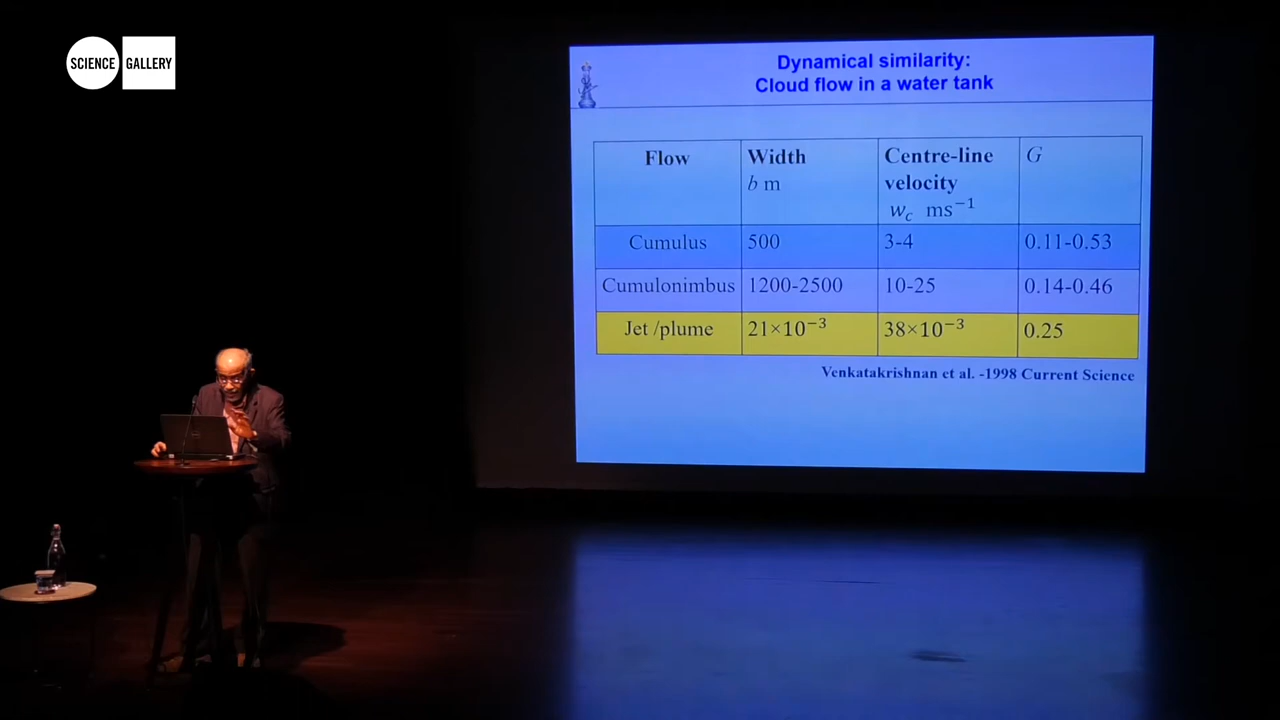 SCIENCE GALLERY
Dynamical similarity:
Cloud flow in a water tank
Flow Width Centre-line G
b m velocity
w_c ms⁻¹
Cumulus 500 3-4 0.11-0.53
Cumulonimbus 1200-2500 10-25 0.14-0.46
Jet /plume 21×10⁻³ 38×10⁻³ 0.25
Venkatakrishnan et al. -1998 Current Science